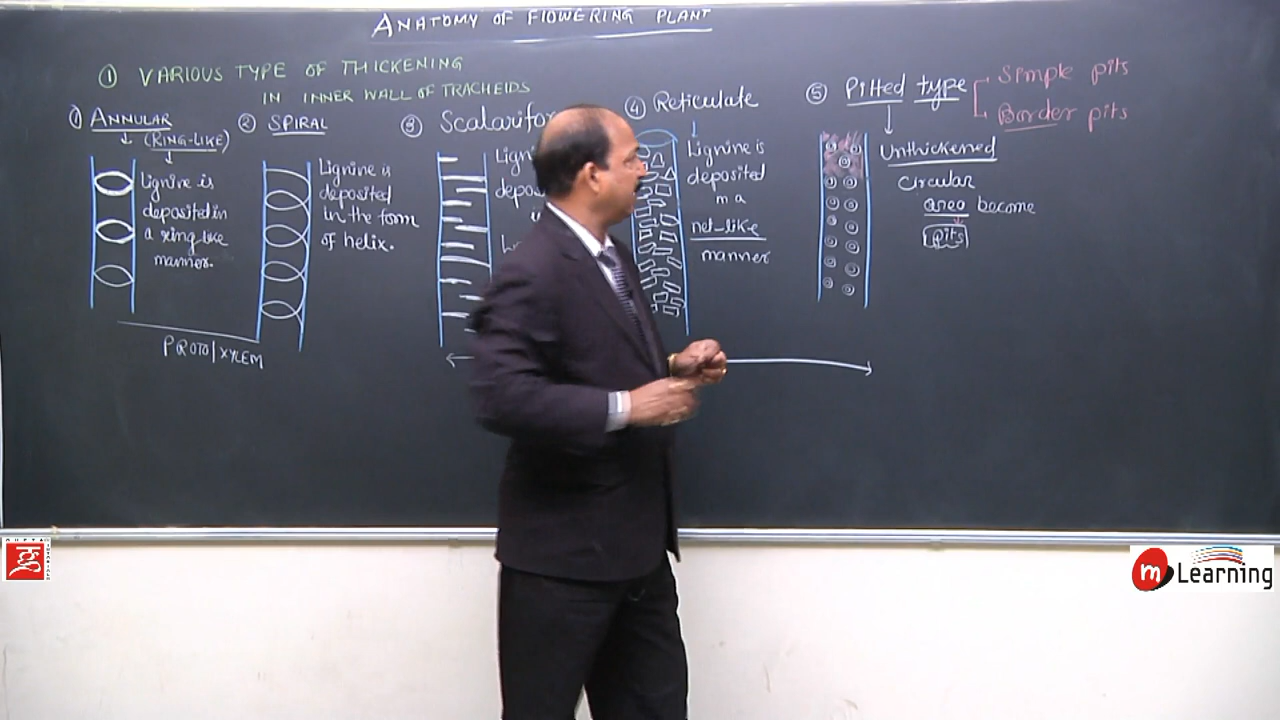 ANATOMY OF FLOWERING PLANT
① VARIOUS TYPE OF THICKENING
IN INNER WALL OF TRACHEIDS
① ANNULAR
(RING-LIKE)
Lignine is
deposited in
a ring like
manner.
② SPIRAL
Lignine is
deposited
in the form
of helix.
PROTO/XYLEM
③ Scalarifor
Lign
depos
④ Reticulate
Lignine is
deposited
in a
net-like
manner
⑤ Pitted type
Simple pits
Border pits
Unthickened
circular
area become
pits
m Learning